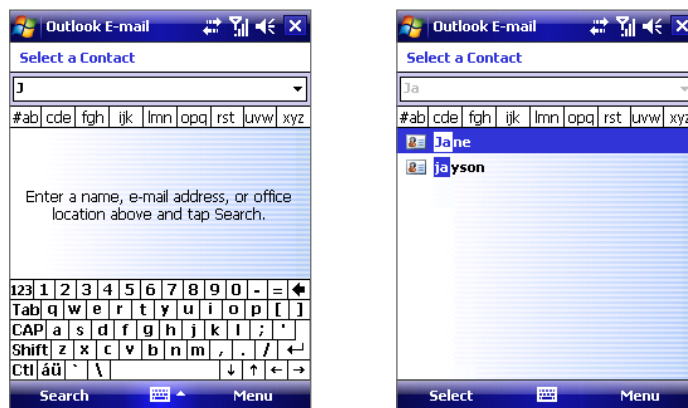 Outlook E-mail
Select a Contact
J
#ab cde fgh ijk lmn opq rst uvw xyz
Enter a name, e-mail address, or office
location above and tap Search.
123 1 2 3 4 5 6 7 8 9 0 - =
Tab q w e r t y u i o p [ ]
CAP a s d f g h j k l ; '
Shift z x c v b n m , . /
Ctl áü ` \
Search Menu
Outlook E-mail
Select a Contact
Ja
#ab cde fgh ijk lmn opq rst uvw xyz
Jane
jayson
Select Menu